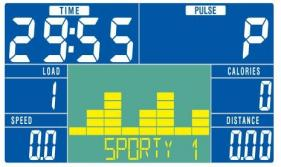 TIME PULSE
29:55 P
LOAD CALORIES
1 0
SPEED DISTANCE
0.0 0.00
SPORTY 1